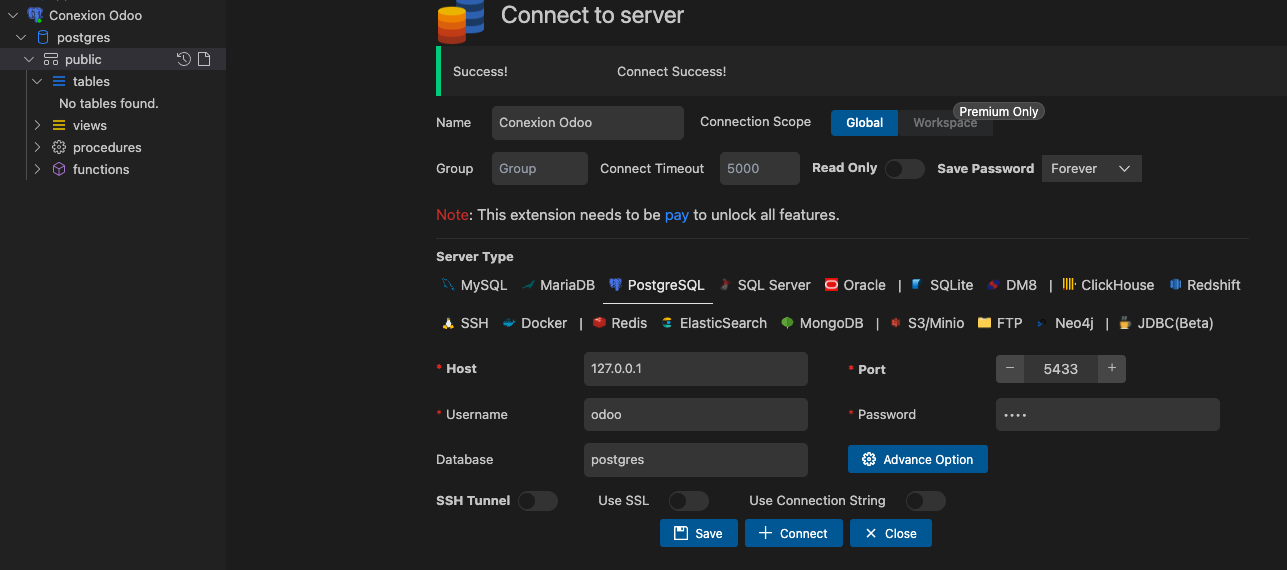 Conexion Odoo
postgres
public
tables
No tables found.
views
procedures
functions
Connect to server
Success! Connect Success!
Name Conexion Odoo Connection Scope Global Workspace Premium Only
Group Group Connect Timeout 5000 Read Only Save Password Forever
Note: This extension needs to be pay to unlock all features.
Server Type
MySQL MariaDB PostgreSQL SQL Server Oracle | SQLite DM8 | ClickHouse Redshift
SSH Docker | Redis ElasticSearch MongoDB | S3/Minio FTP Neo4j | JDBC(Beta)
* Host 127.0.0.1 * Port − 5433 +
* Username odoo * Password ••••
Database postgres Advance Option
SSH Tunnel Use SSL Use Connection String
Save + Connect × Close